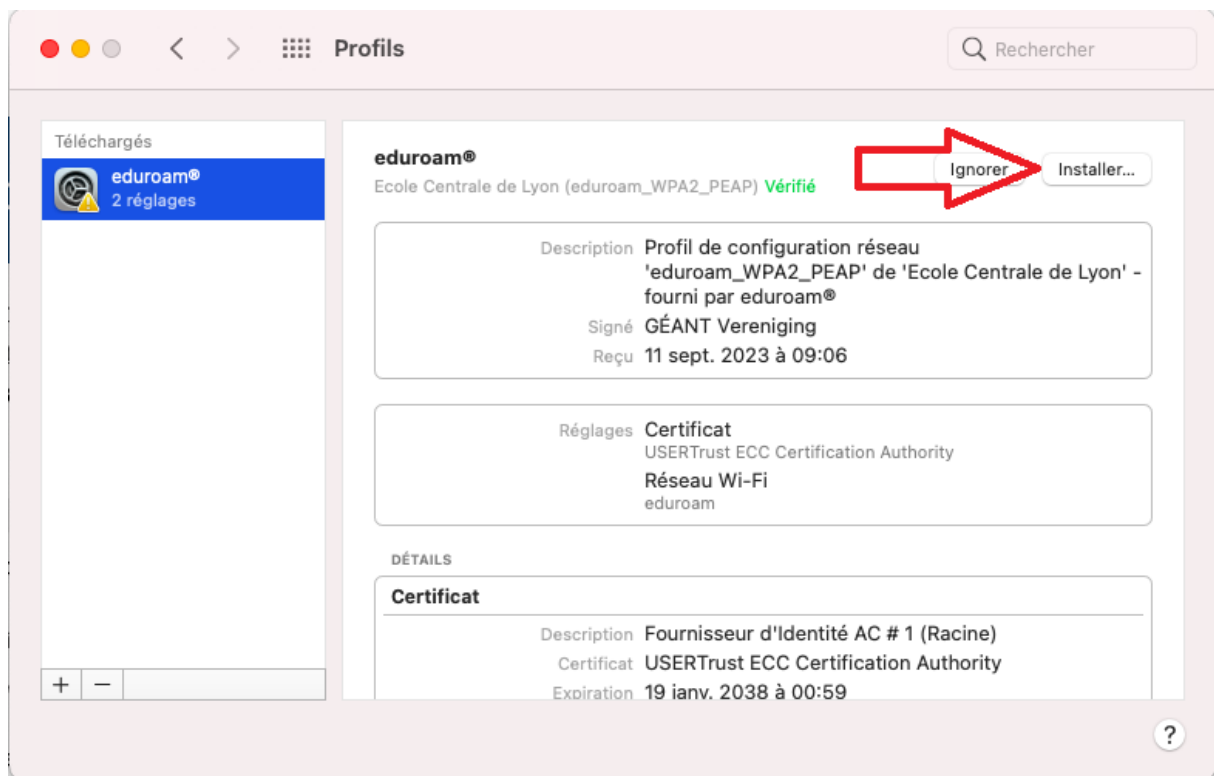 Profils
Rechercher
Téléchargés
eduroam®
2 réglages
eduroam®
Ecole Centrale de Lyon (eduroam_WPA2_PEAP) Vérifié
Ignorer
Installer...
Description Profil de configuration réseau
'eduroam_WPA2_PEAP' de 'Ecole Centrale de Lyon' -
fourni par eduroam®
Signé GÉANT Vereniging
Reçu 11 sept. 2023 à 09:06
Réglages Certificat
USERTrust ECC Certification Authority
Réseau Wi-Fi
eduroam
DÉTAILS
Certificat
Description Fournisseur d'Identité AC # 1 (Racine)
Certificat USERTrust ECC Certification Authority
Expiration 19 janv. 2038 à 00:59
+ −
?